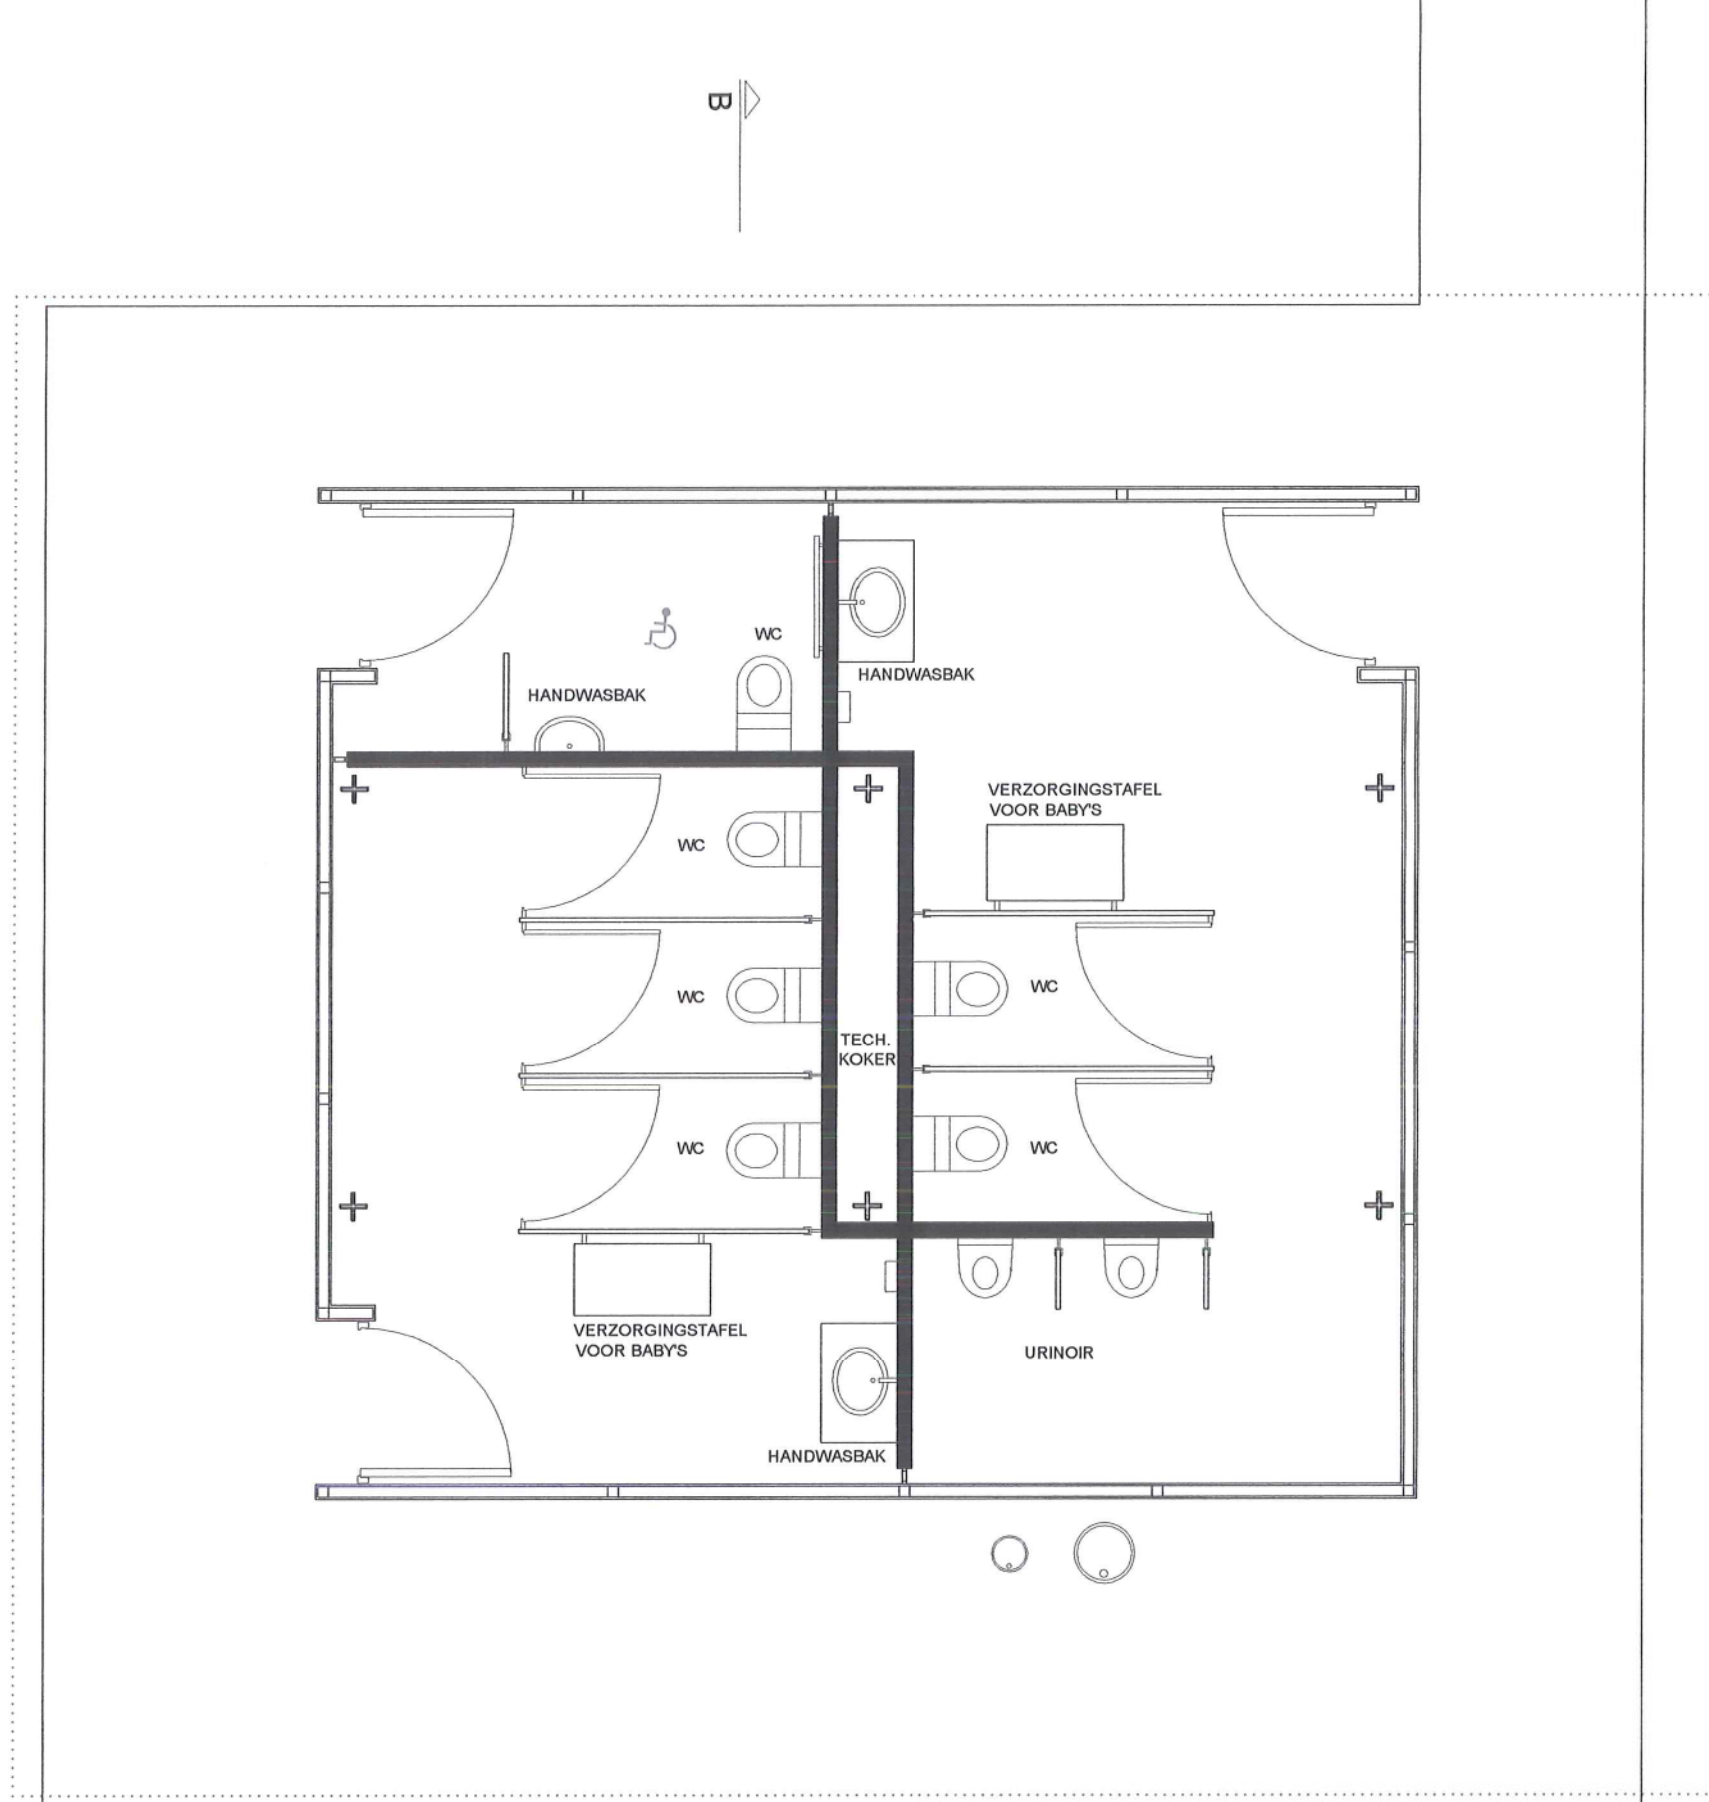 B
WC
HANDWASBAK
HANDWASBAK
VERZORGINGSTAFEL
VOOR BABY'S
WC
WC
WC
TECH.
KOKER
WC
WC
VERZORGINGSTAFEL
VOOR BABY'S
URINOIR
HANDWASBAK